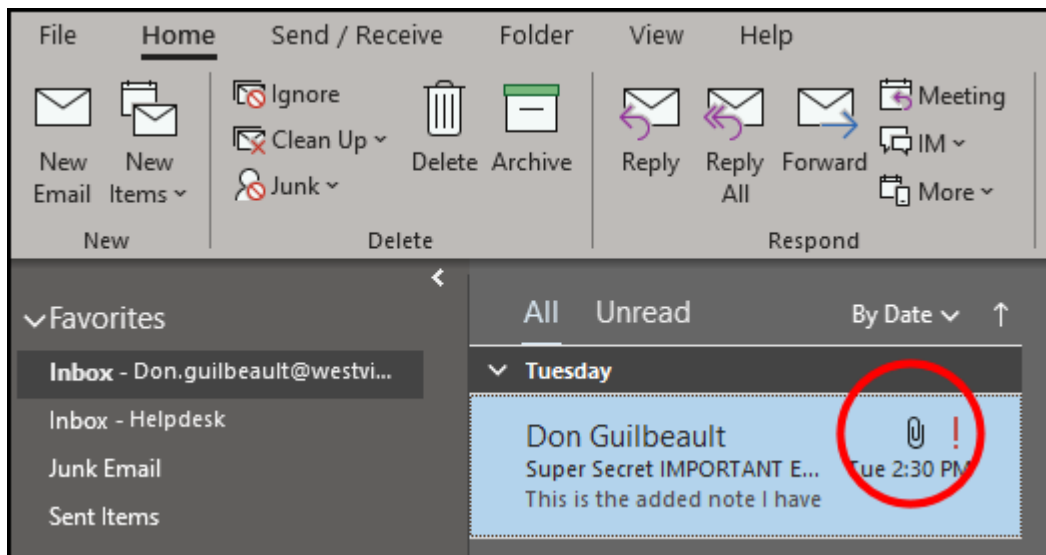 File Home Send / Receive Folder View Help
Ignore Meeting
Clean Up IM
New New Delete Archive Reply Reply Forward
Email Items Junk All More
New Delete Respond
Favorites All Unread By Date
Inbox - Don.guilbeault@westvi... Tuesday
Inbox - Helpdesk Don Guilbeault
Junk Email Super Secret IMPORTANT E... Tue 2:30 PM
Sent Items This is the added note I have